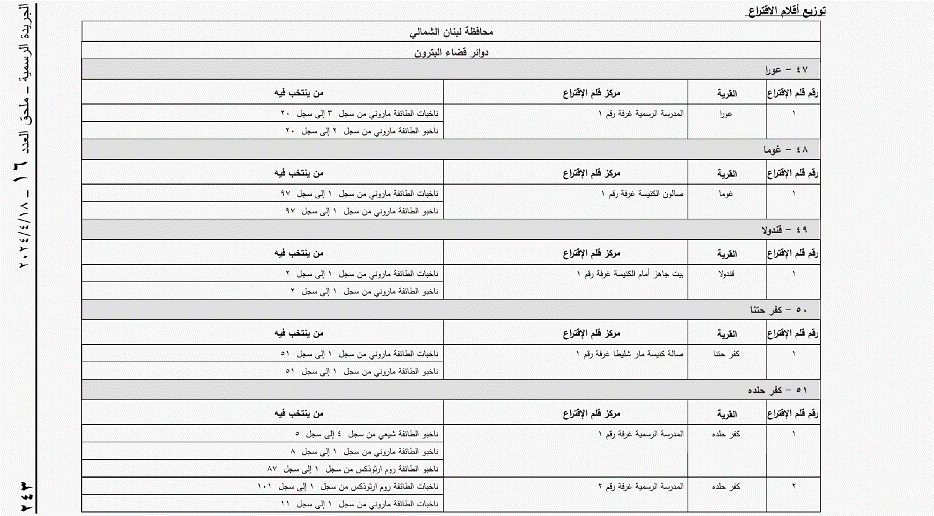 توزيع أقلام الاقتراع
محافظة لبنان الشمالي
دوائر قضاء البترون
٤٧ - عورا
رقم قلم الإقتراع القرية مركز قلم الإقتراع من ينتخب فيه
١ عورا المدرسة الرسمية غرفة رقم ١ ناخبات الطائفة ماروني من سجل ٣ إلى سجل ٢٠
ناخبو الطائفة ماروني من سجل ٢ إلى سجل ٢٠
٤٨ - غوما
رقم قلم الإقتراع القرية مركز قلم الإقتراع من ينتخب فيه
١ غوما صالون الكنيسة غرفة رقم ١ ناخبات الطائفة ماروني من سجل ١ إلى سجل ٩٧
ناخبو الطائفة ماروني من سجل ١ إلى سجل ٩٧
٤٩ - قندولا
رقم قلم الإقتراع القرية مركز قلم الإقتراع من ينتخب فيه
١ قندولا بيت جاهز أمام الكنيسة غرفة رقم ١ ناخبات الطائفة ماروني من سجل ١ إلى سجل ٢
ناخبو الطائفة ماروني من سجل ١ إلى سجل ٢
٥٠ - كفر حتنا
رقم قلم الإقتراع القرية مركز قلم الإقتراع من ينتخب فيه
١ كفر حتنا صالة كنيسة مار شليطا غرفة رقم ١ ناخبات الطائفة ماروني من سجل ١ إلى سجل ٥١
ناخبو الطائفة ماروني من سجل ١ إلى سجل ٥١
٥١ - كفر حلده
رقم قلم الإقتراع القرية مركز قلم الإقتراع من ينتخب فيه
١ كفر حلده المدرسة الرسمية غرفة رقم ١ ناخبو الطائفة شيعي من سجل ٤ إلى سجل ٥
ناخبو الطائفة ماروني من سجل ١ إلى سجل ٨
ناخبو الطائفة روم ارثوذكس من سجل ١ إلى سجل ٨٧
٢ كفر حلده المدرسة الرسمية غرفة رقم ٢ ناخبات الطائفة روم ارثوذكس من سجل ١ إلى سجل ١٠١
ناخبات الطائفة ماروني من سجل ١ إلى سجل ١١
الجريدة الرسمية - ملحق العدد ١٦ - ٢٠٢٤/٤/١٨
٢٤٣